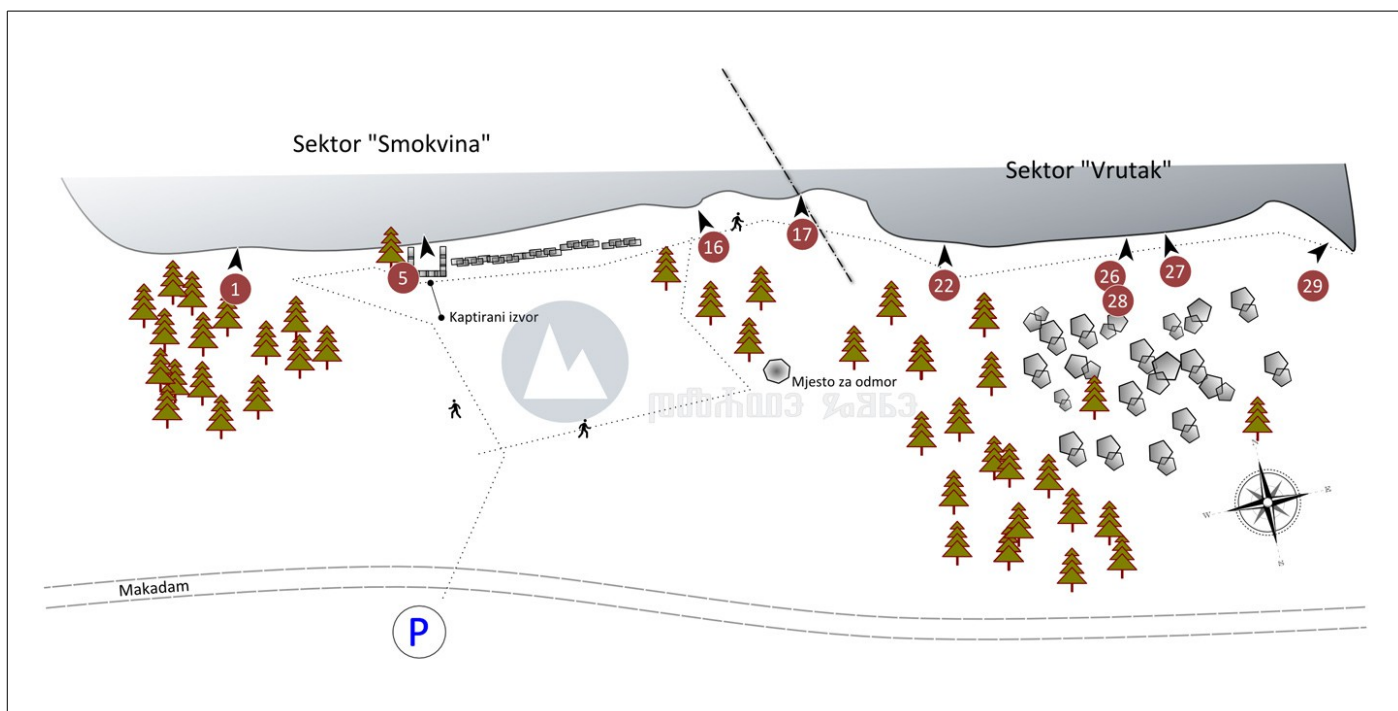 Sektor "Smokvina"
Sektor "Vrutak"
1
5
16
17
22
26
27
28
29
Kaptirani izvor
Mjesto za odmor
N
E
W
Makadam
P